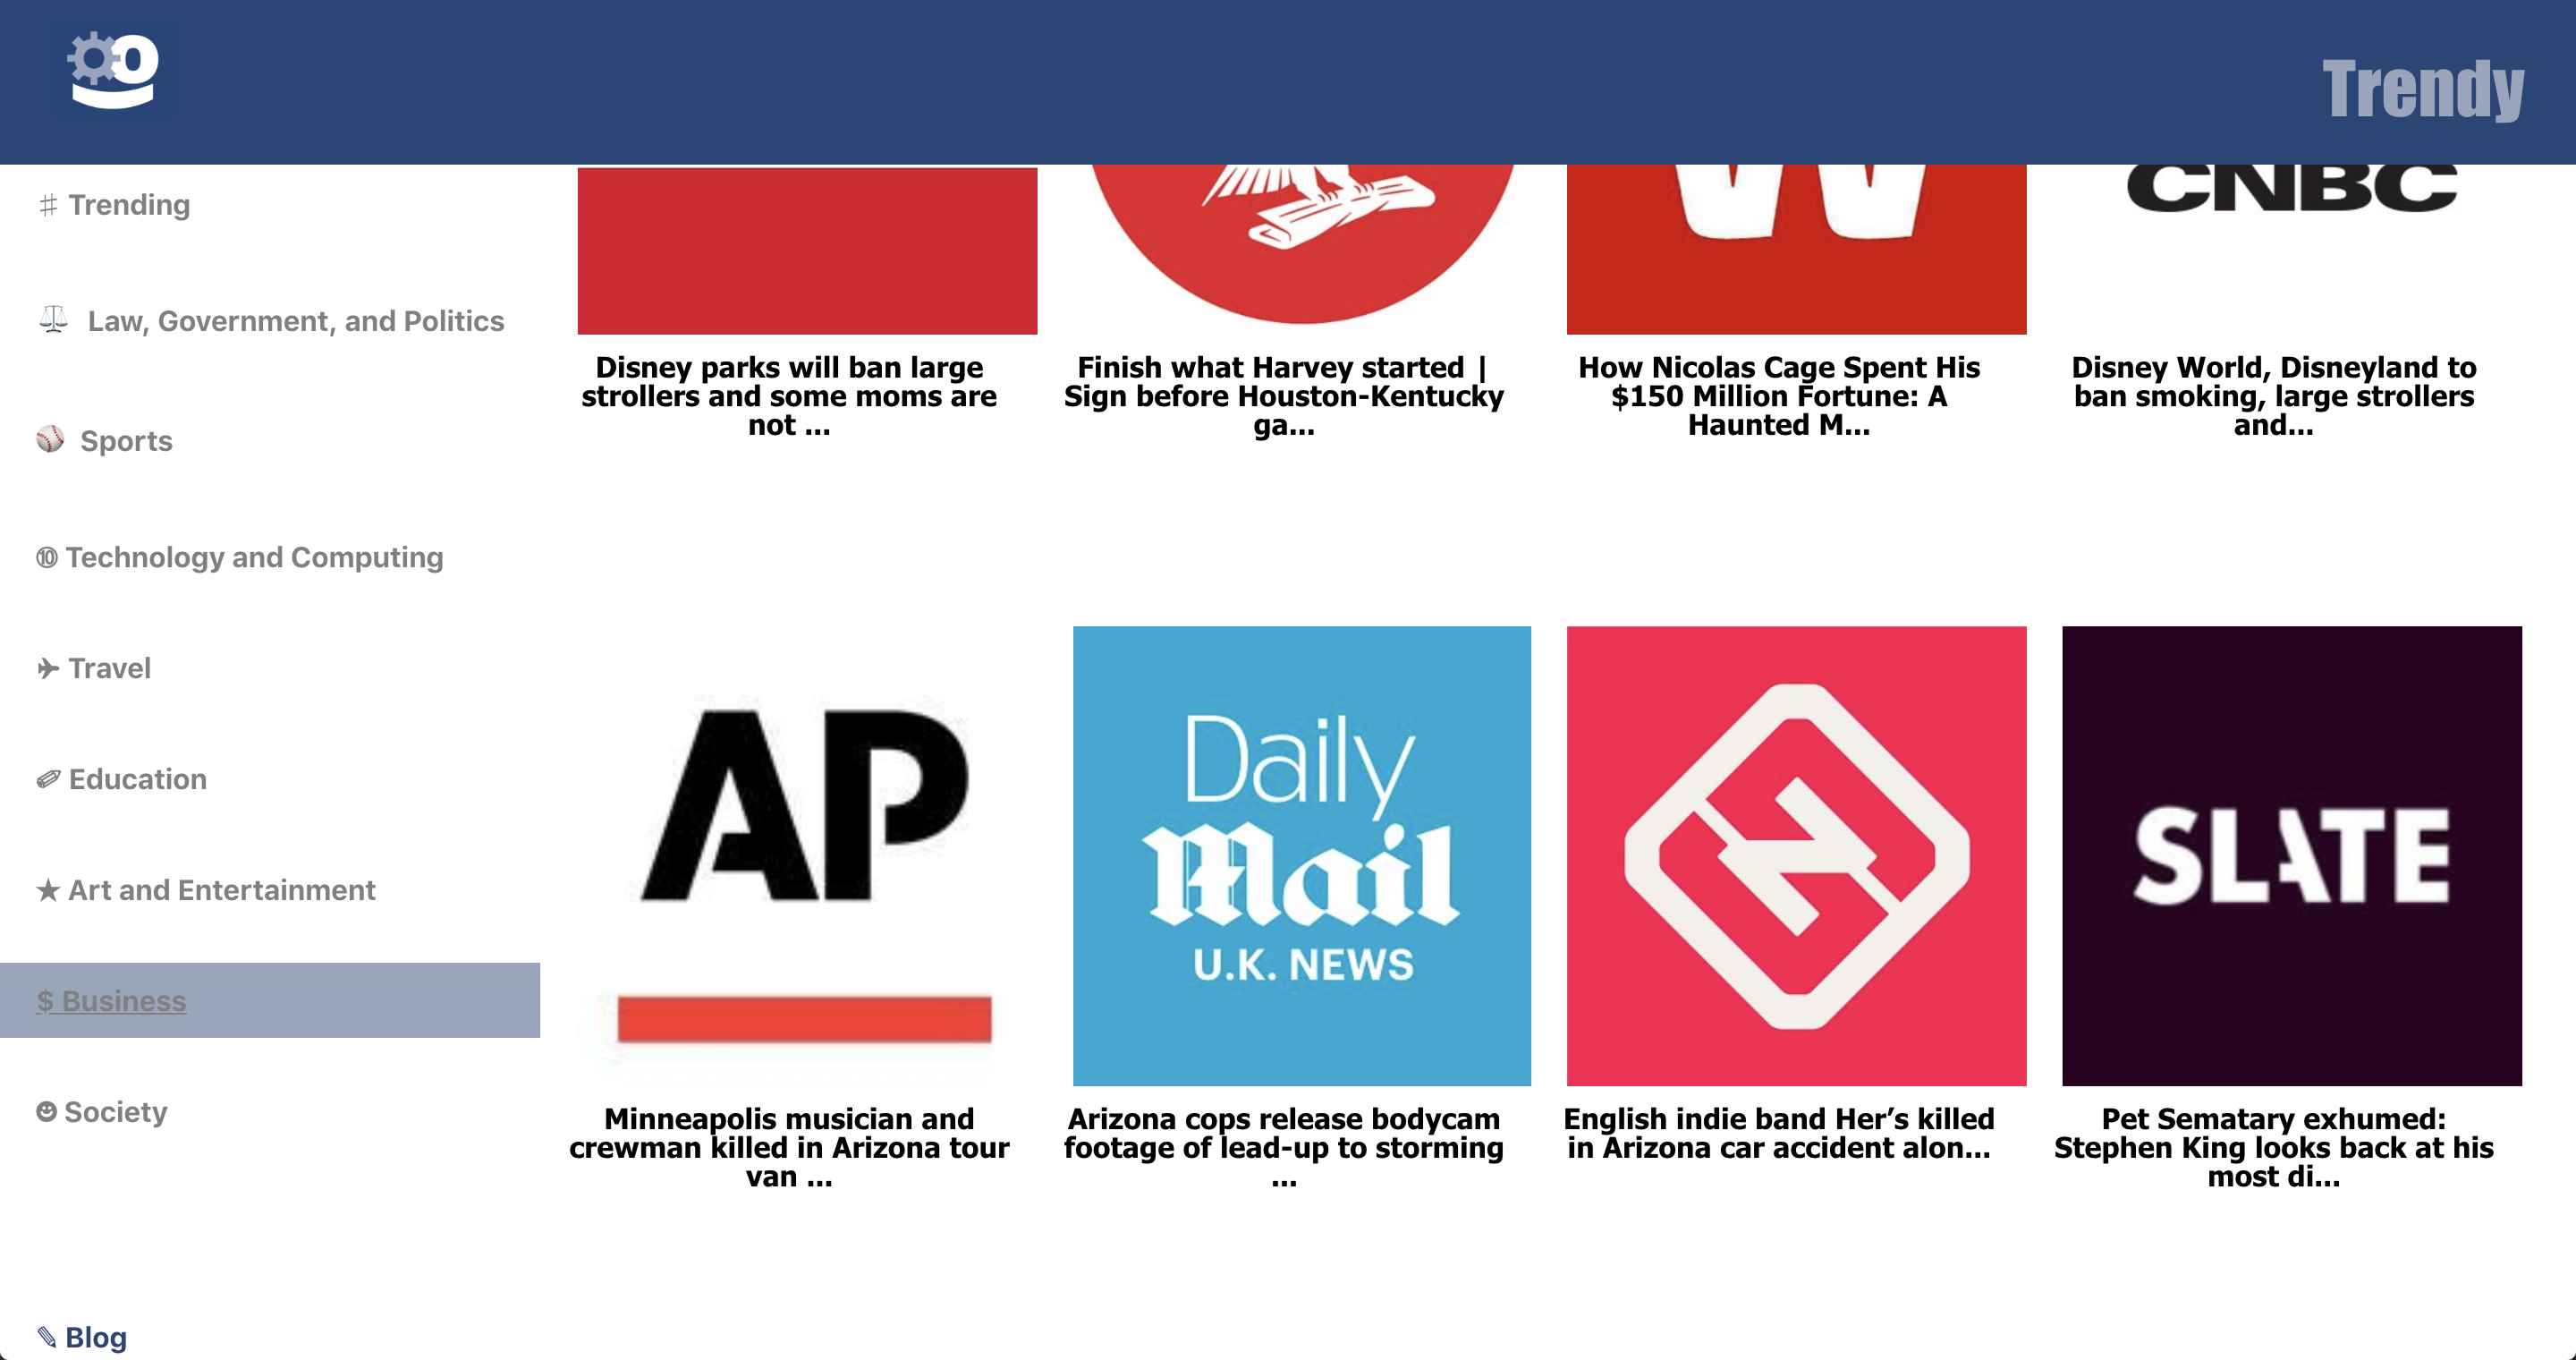 Trendy
# Trending
Law, Government, and Politics
Sports
⑩ Technology and Computing
✈ Travel
✐ Education
★ Art and Entertainment
$ Business
☻ Society
✎ Blog
CNBC
Disney parks will ban large
strollers and some moms are
not ...
Finish what Harvey started |
Sign before Houston-Kentucky
ga...
How Nicolas Cage Spent His
$150 Million Fortune: A
Haunted M...
Disney World, Disneyland to
ban smoking, large strollers
and...
AP
Daily
Mail
U.K. NEWS
SLATE
Minneapolis musician and
crewman killed in Arizona tour
van ...
Arizona cops release bodycam
footage of lead-up to storming
...
English indie band Her’s killed
in Arizona car accident alon...
Pet Sematary exhumed:
Stephen King looks back at his
most di...